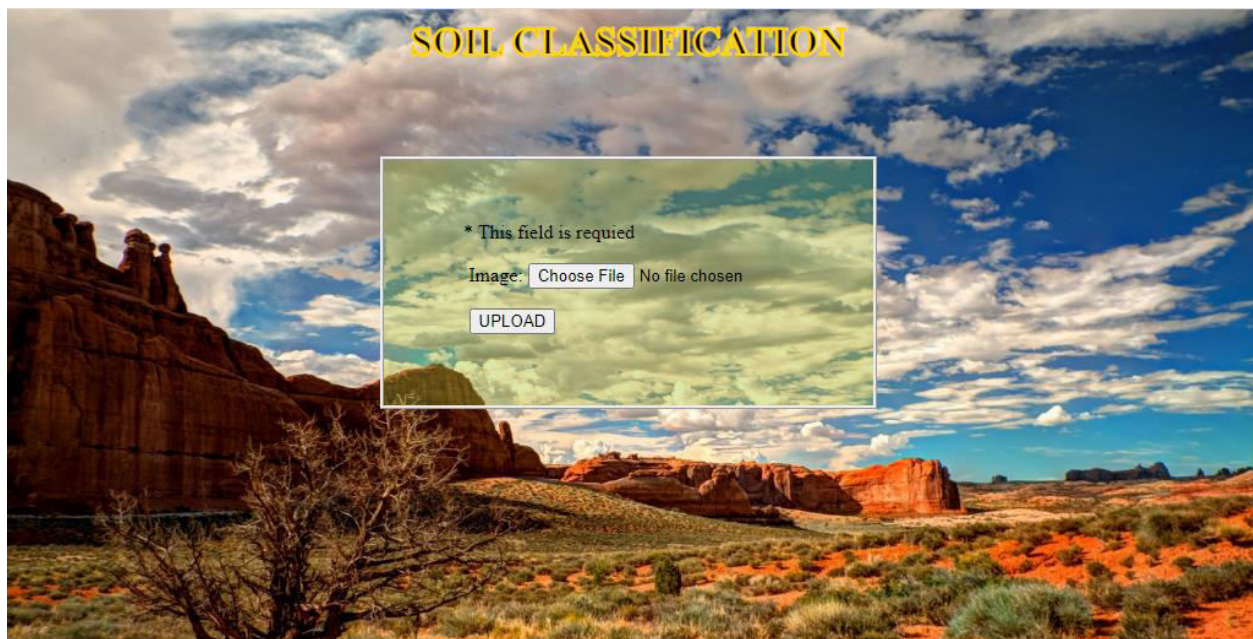 SOIL CLASSIFICATION
* This field is requied
Image: Choose File No file chosen
UPLOAD